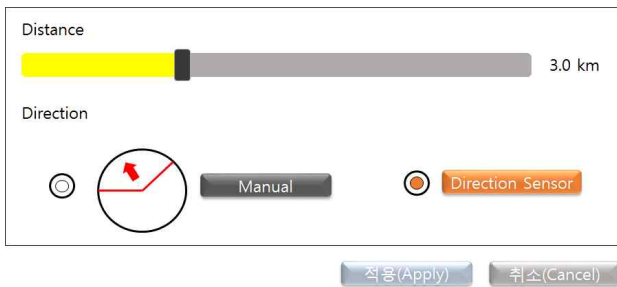 Distance
3.0 km
Direction
Manual
Direction Sensor
적용(Apply)
취소(Cancel)